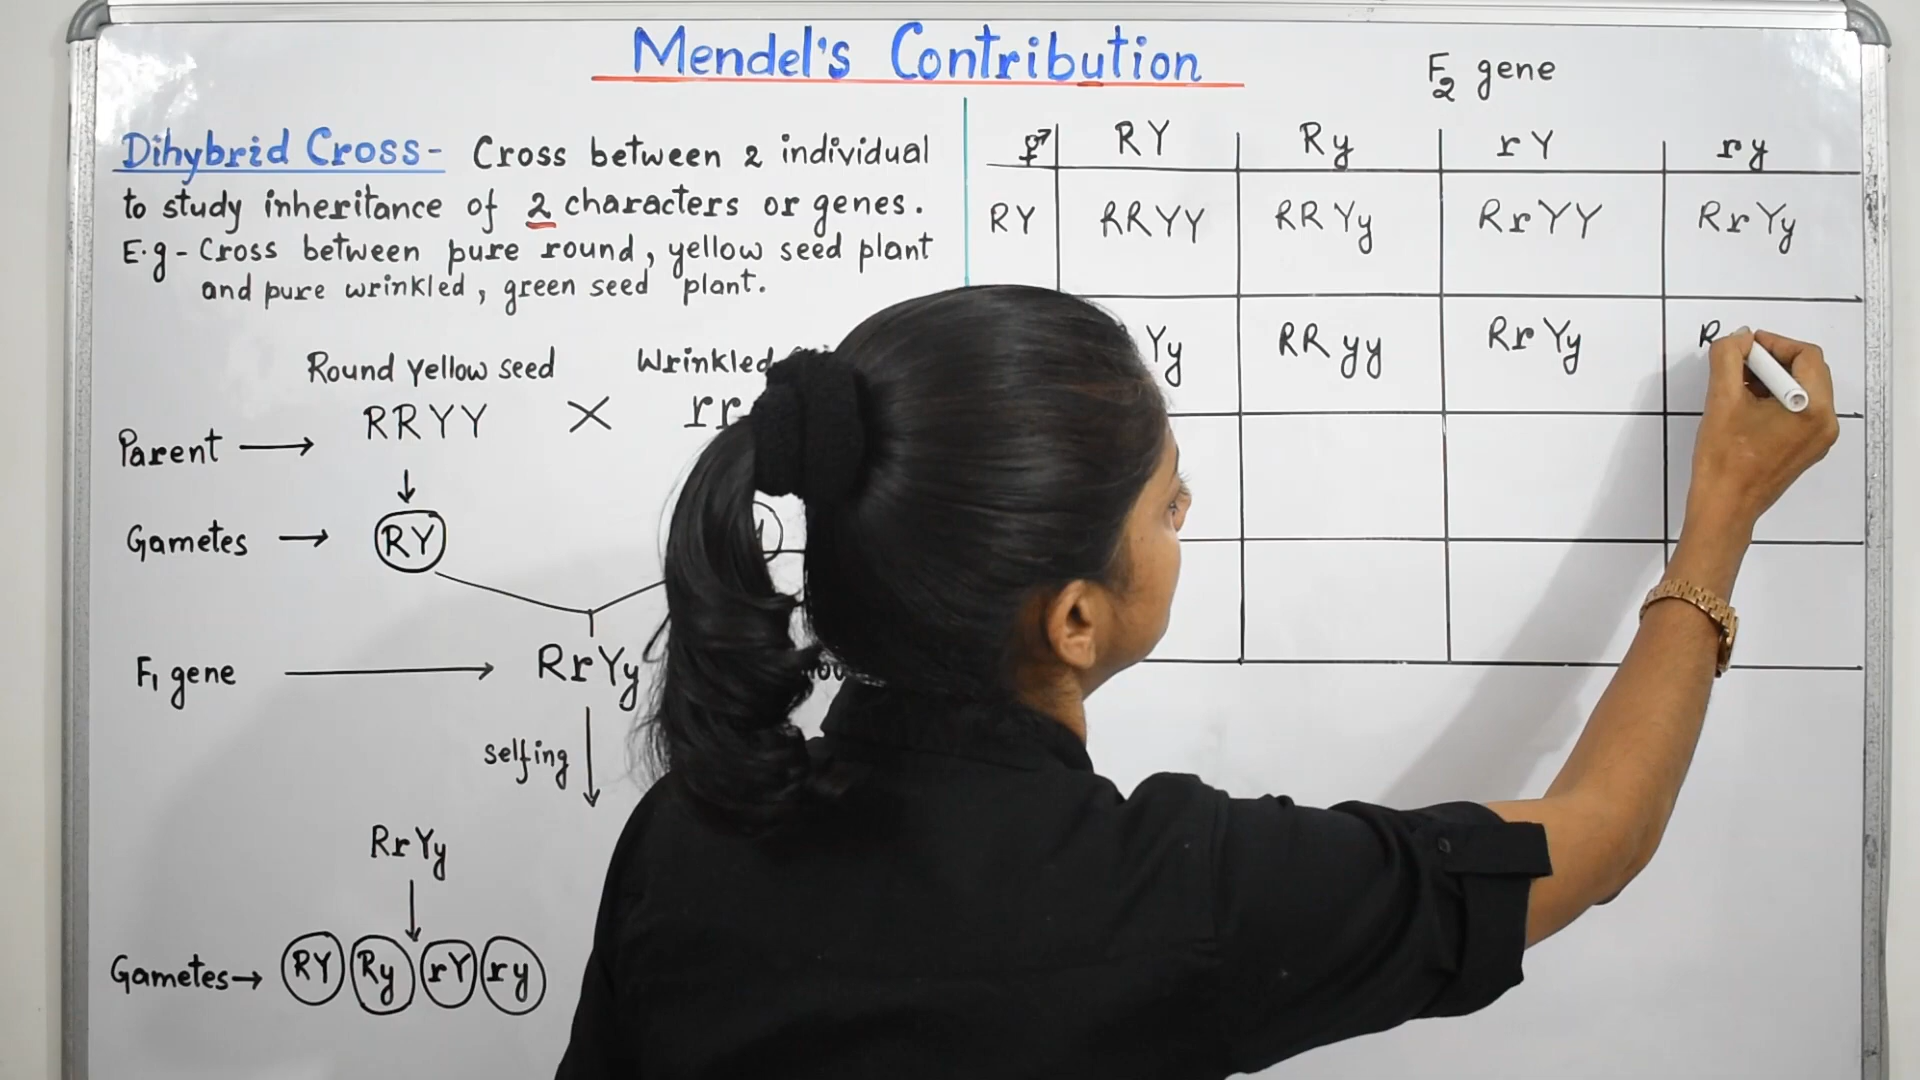 Mendel's Contribution
F2 gene
Dihybrid Cross - Cross between 2 individual
to study inheritance of 2 characters or genes.
E.g - Cross between pure round, yellow seed plant
and pure wrinkled, green seed plant.
Round Yellow seed Wrinkled
Parent → RRYY × rr
Gametes → RY
F1 gene → RrYy
selfing
RrYy
Gametes → RY Ry rY ry
RY Ry rY ry
RY RRYY RRYy RrYY RrYy
Yy RRyy RrYy R